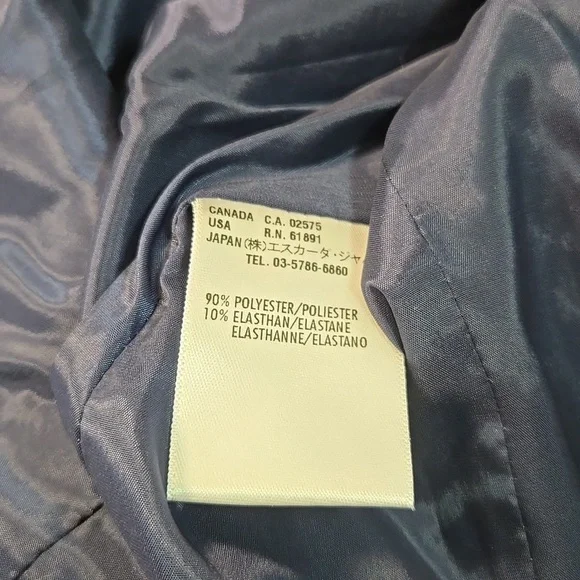 CANADA C.A. 02575
USA R.N. 61891
JAPAN (株)エスカーダ・ジャ
TEL. 03-5786-6860
90% POLYESTER/POLIESTER
10% ELASTHAN/ELASTANE
ELASTHANNE/ELASTANO